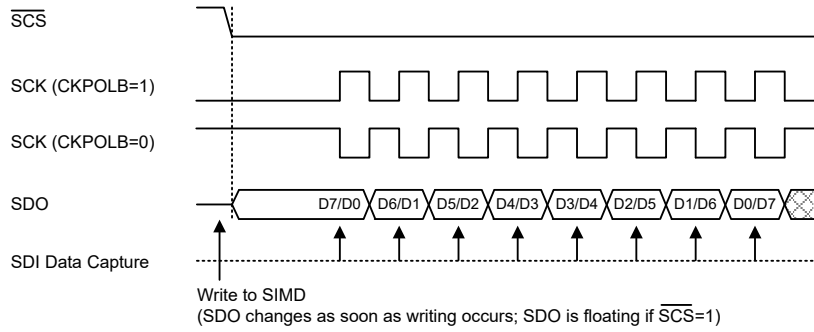 SCS
SCK (CKPOLB=1)
SCK (CKPOLB=0)
SDO
D7/D0 D6/D1 D5/D2 D4/D3 D3/D4 D2/D5 D1/D6 D0/D7
SDI Data Capture
Write to SIMD
(SDO changes as soon as writing occurs; SDO is floating if SCS=1)